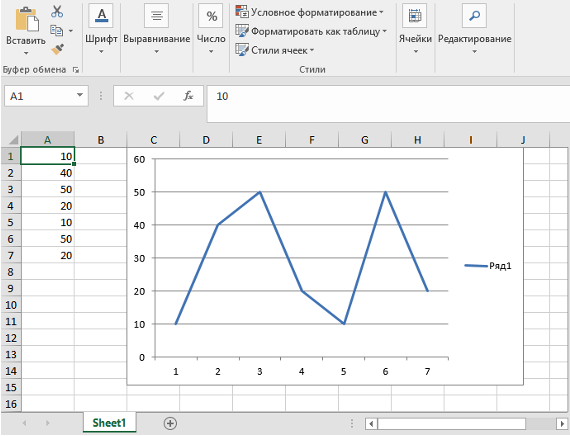 Вставить
Шрифт
Выравнивание
Число
%
Условное форматирование
Форматировать как таблицу
Стили ячеек
Ячейки
Редактирование
Буфер обмена
Стили
A1
fx
10
A B C D E F G H I J
1 10
2 40
3 50
4 20
5 10
6 50
7 20
8
9
10
11
12
13
14
15
16
60
50
40
30
20
10
0
1 2 3 4 5 6 7
Ряд1
Sheet1